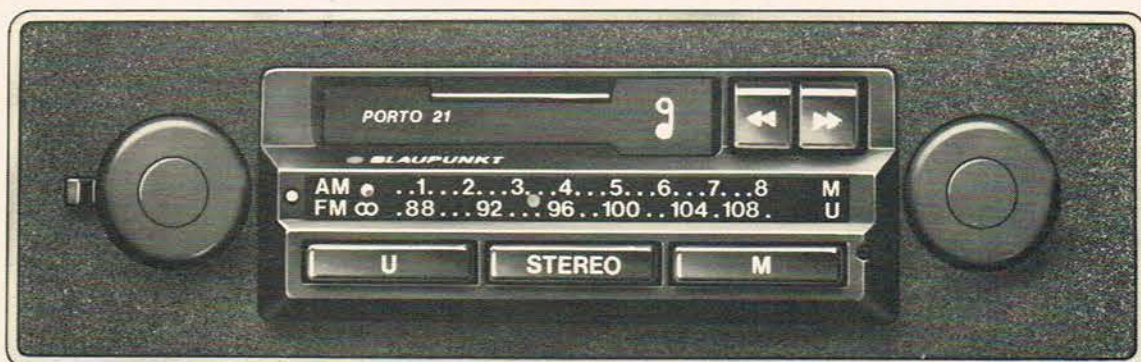 PORTO 21
BLAUPUNKT
AM ..1...2...3...4...5...6...7...8 M
FM .88...92...96..100..104.108. U
U STEREO M